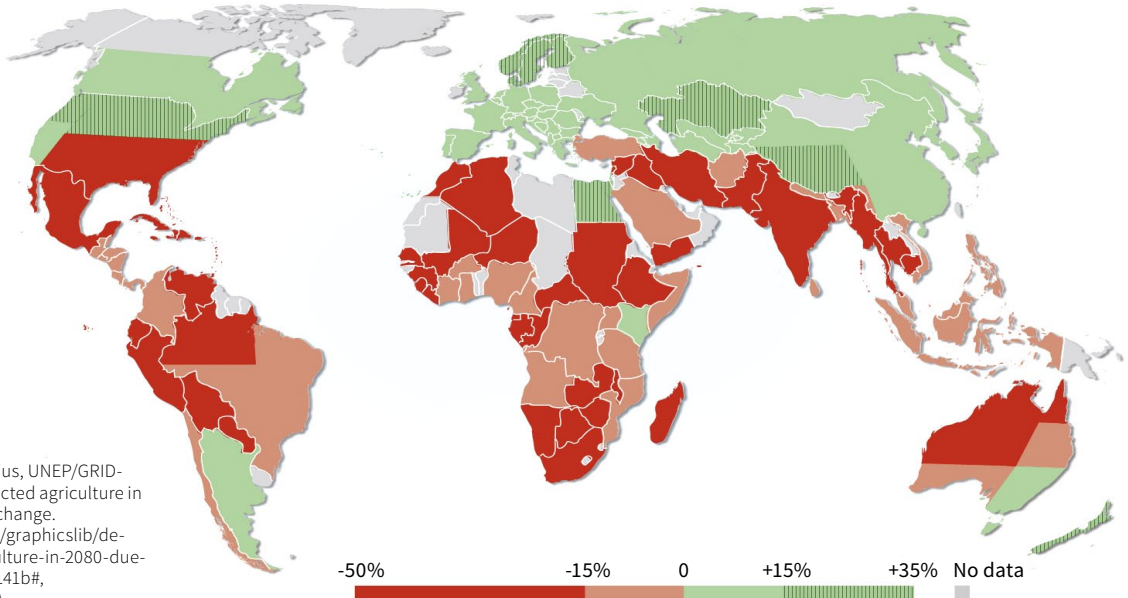 us, UNEP/GRID-
cted agriculture in
change.
/graphicslib/de-
lture-in-2080-due-
141b#,
-50% -15% 0 +15% +35% No data